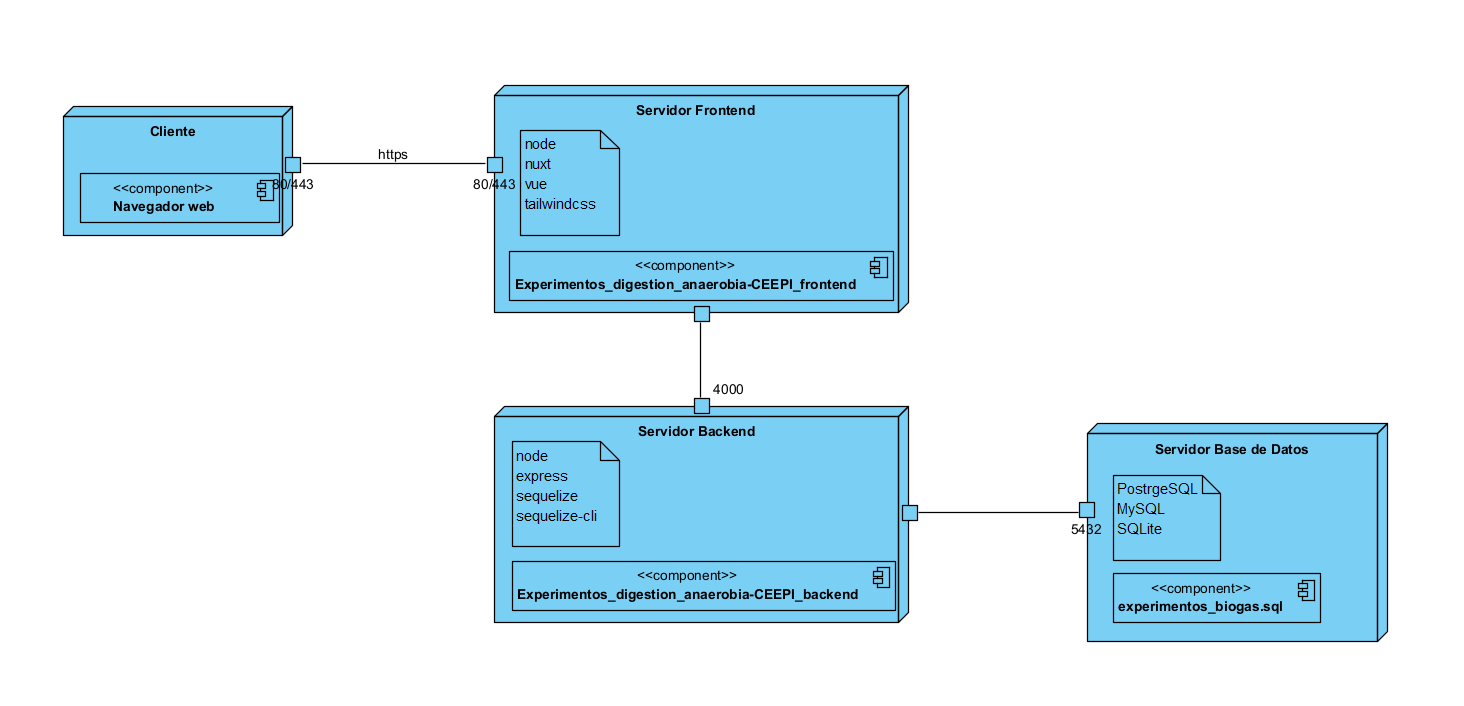 Cliente
<<component>>
Navegador web
80/443
https
80/443
Servidor Frontend
node
nuxt
vue
tailwindcss
<<component>>
Experimentos_digestion_anaerobia-CEEPI_frontend
4000
Servidor Backend
node
express
sequelize
sequelize-cli
<<component>>
Experimentos_digestion_anaerobia-CEEPI_backend
5432
Servidor Base de Datos
PostrgeSQL
MySQL
SQLite
<<component>>
experimentos_biogas.sql